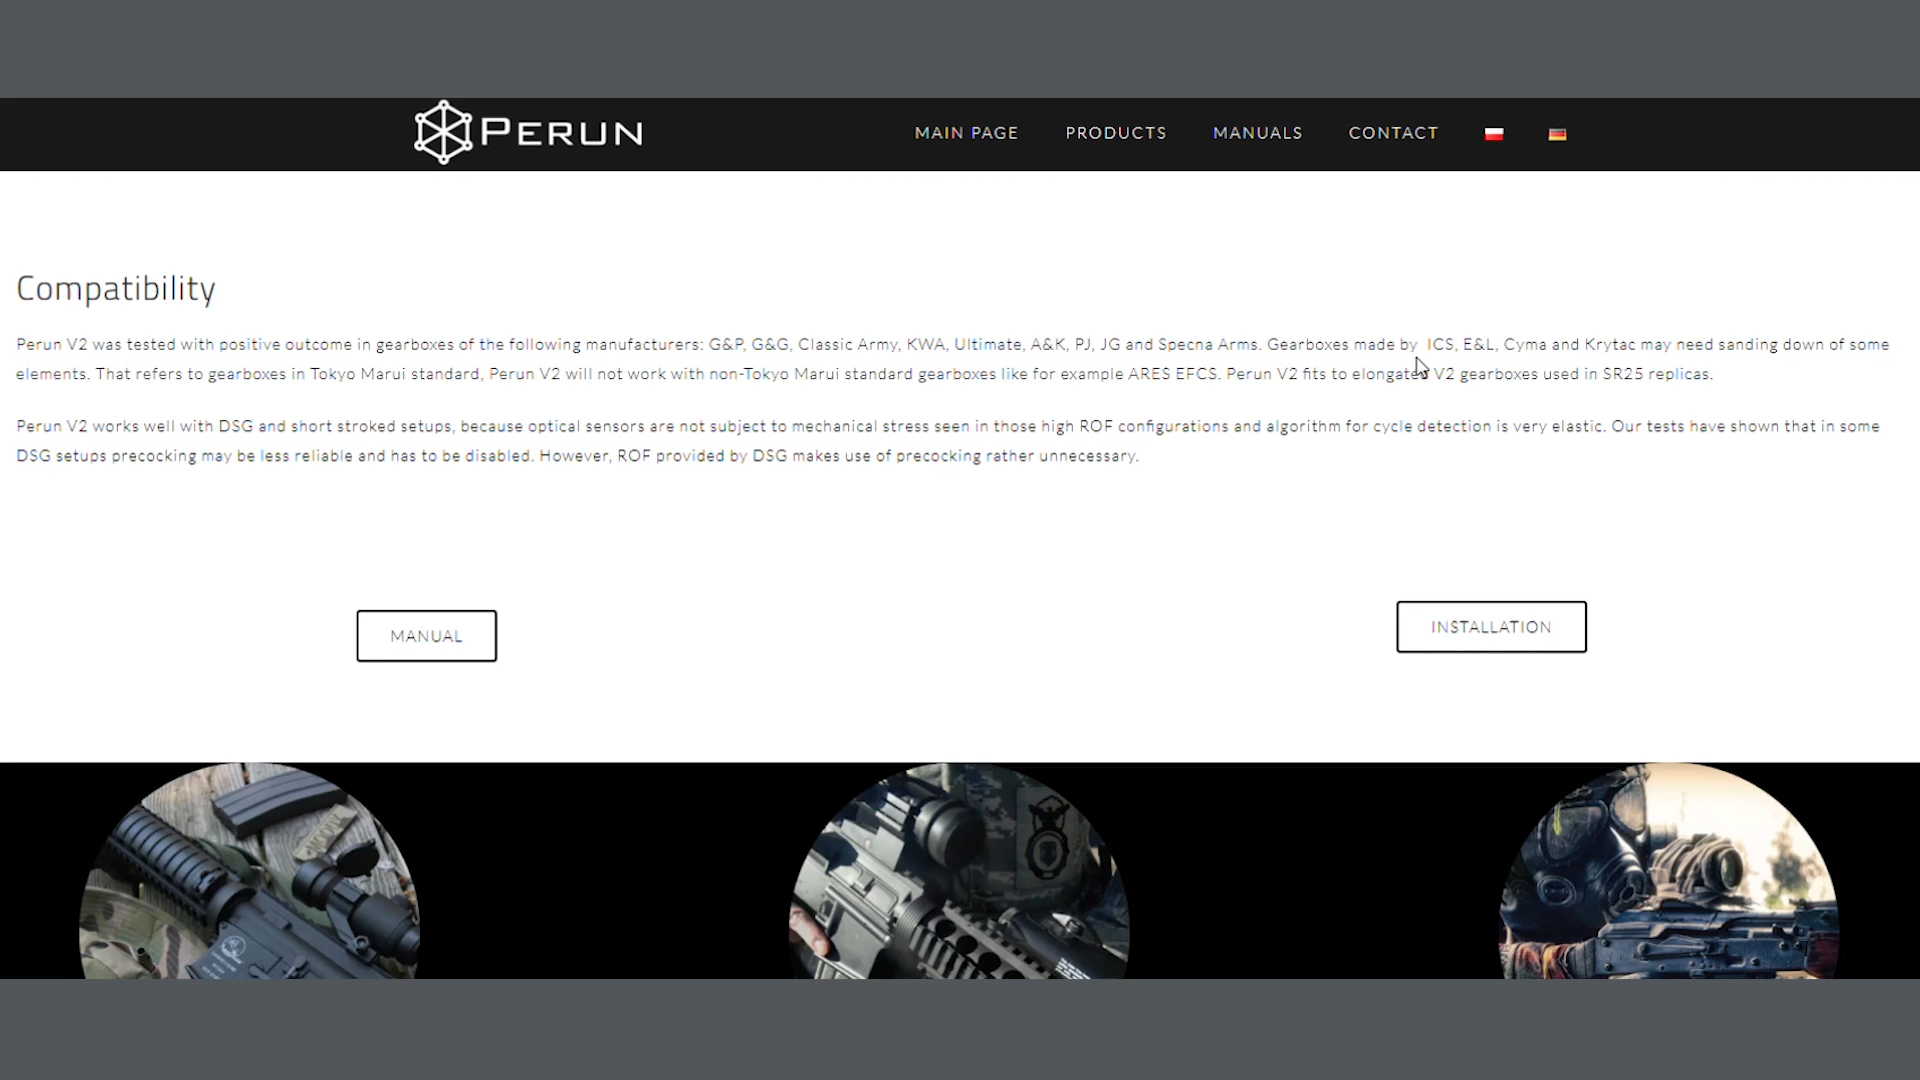 PERUN
MAIN PAGE PRODUCTS MANUALS CONTACT
Compatibility
Perun V2 was tested with positive outcome in gearboxes of the following manufacturers: G&P, G&G, Classic Army, KWA, Ultimate, A&K, PJ, JG and Specna Arms. Gearboxes made by ICS, E&L, Cyma and Krytac may need sanding down of some
elements. That refers to gearboxes in Tokyo Marui standard, Perun V2 will not work with non-Tokyo Marui standard gearboxes like for example ARES EFCS. Perun V2 fits to elongated V2 gearboxes used in SR25 replicas.
Perun V2 works well with DSG and short stroked setups, because optical sensors are not subject to mechanical stress seen in those high ROF configurations and algorithm for cycle detection is very elastic. Our tests have shown that in some
DSG setups precocking may be less reliable and has to be disabled. However, ROF provided by DSG makes use of precocking rather unnecessary.
MANUAL
INSTALLATION